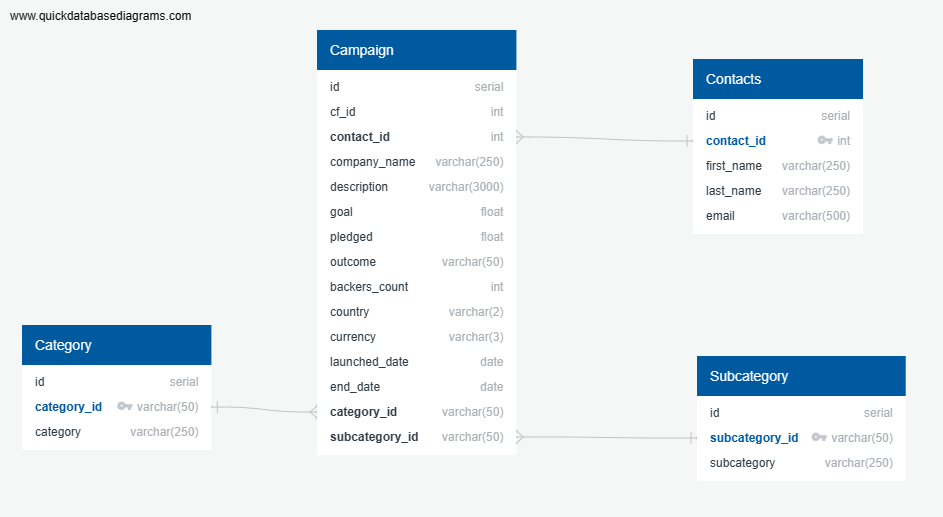 www.quickdatabasediagrams.com
Campaign
id serial
cf_id int
contact_id int
company_name varchar(250)
description varchar(3000)
goal float
pledged float
outcome varchar(50)
backers_count int
country varchar(2)
currency varchar(3)
launched_date date
end_date date
category_id varchar(50)
subcategory_id varchar(50)
Contacts
id serial
contact_id int
first_name varchar(250)
last_name varchar(250)
email varchar(500)
Category
id serial
category_id varchar(50)
category varchar(250)
Subcategory
id serial
subcategory_id varchar(50)
subcategory varchar(250)